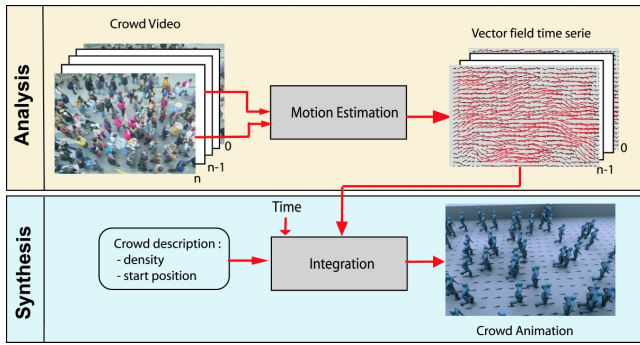 Analysis
Crowd Video
0
n-1
n
Motion Estimation
Vector field time serie
0
n-1
Synthesis
Time
Crowd description :
- density
- start position
Integration
Crowd Animation